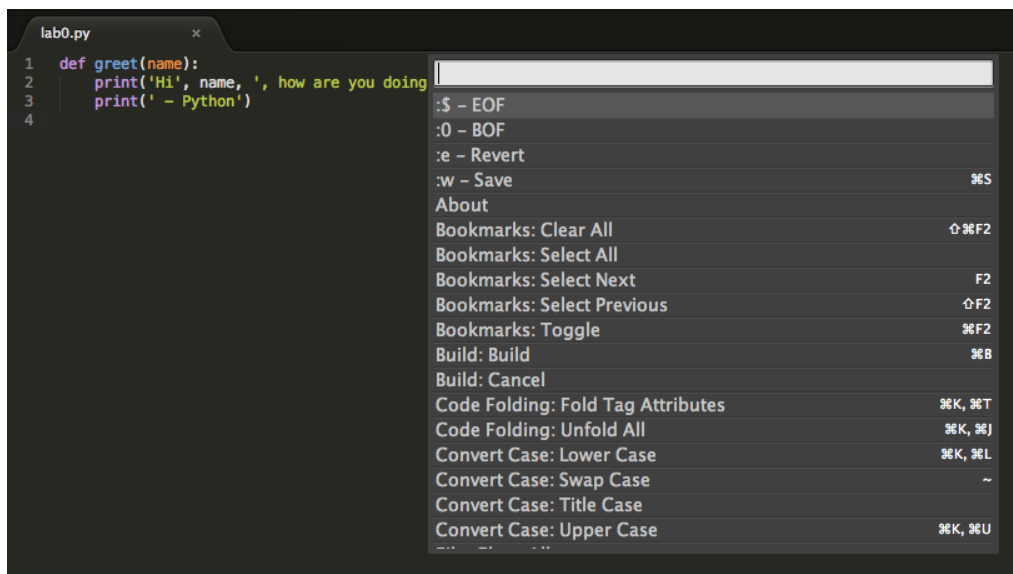 lab0.py ×
1 def greet(name):
2 print('Hi', name, ', how are you doing
3 print(' – Python')
4
:$ – EOF
:0 – BOF
:e – Revert
:w – Save ⌘S
About
Bookmarks: Clear All ⇧⌘F2
Bookmarks: Select All
Bookmarks: Select Next F2
Bookmarks: Select Previous ⇧F2
Bookmarks: Toggle ⌘F2
Build: Build ⌘B
Build: Cancel
Code Folding: Fold Tag Attributes ⌘K, ⌘T
Code Folding: Unfold All ⌘K, ⌘J
Convert Case: Lower Case ⌘K, ⌘L
Convert Case: Swap Case ~
Convert Case: Title Case
Convert Case: Upper Case ⌘K, ⌘U